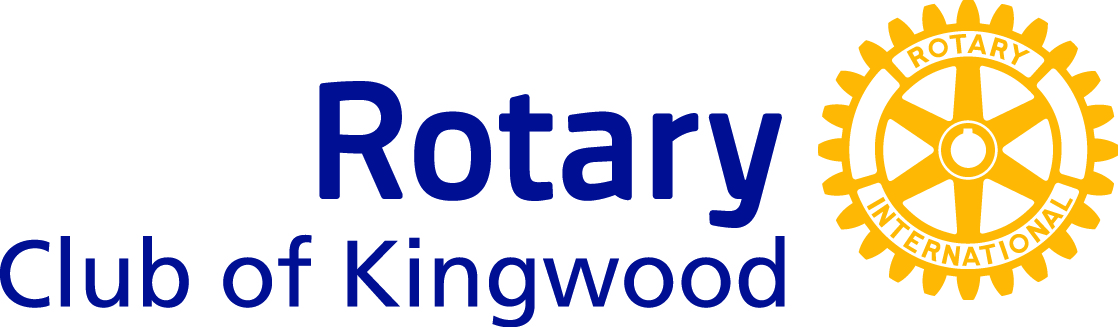 Rotary
Club of Kingwood
ROTARY
INTERNATIONAL